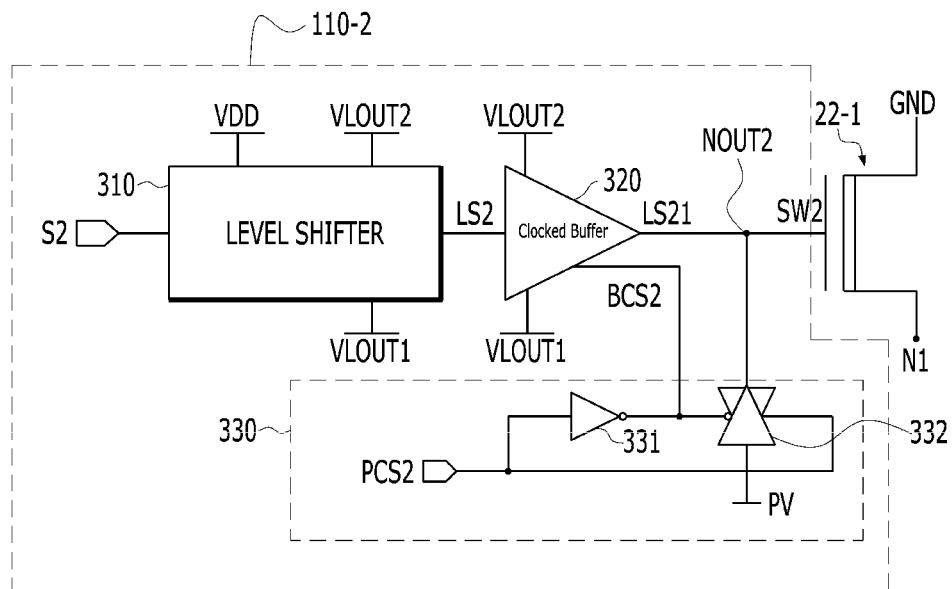 110-2
GND
22-1
VDD
VLOUT2
VLOUT2
NOUT2
310
320
S2
LEVEL SHIFTER
LS2
Clocked Buffer
LS21
SW2
BCS2
VLOUT1
VLOUT1
N1
330
331
332
PCS2
PV